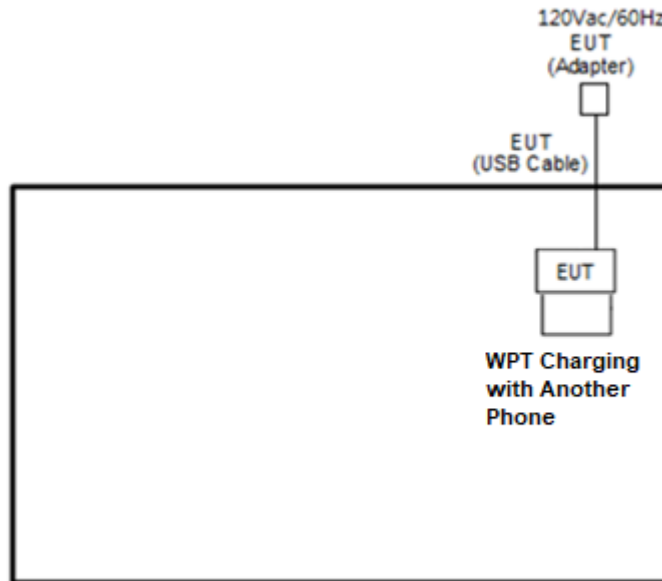 120Vac/60Hz
EUT
(Adapter)
EUT
(USB Cable)
EUT
WPT Charging
with Another
Phone